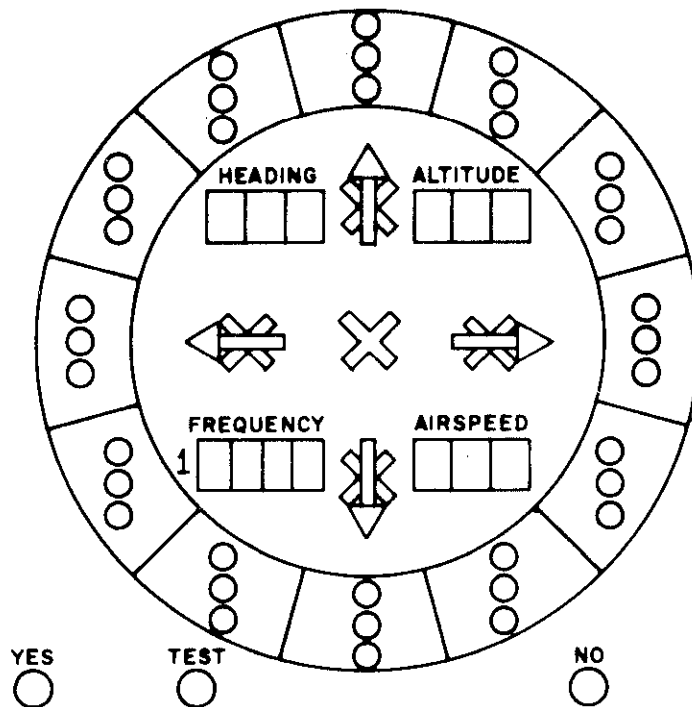 HEADING
ALTITUDE
FREQUENCY
AIRSPEED
1
YES
TEST
NO